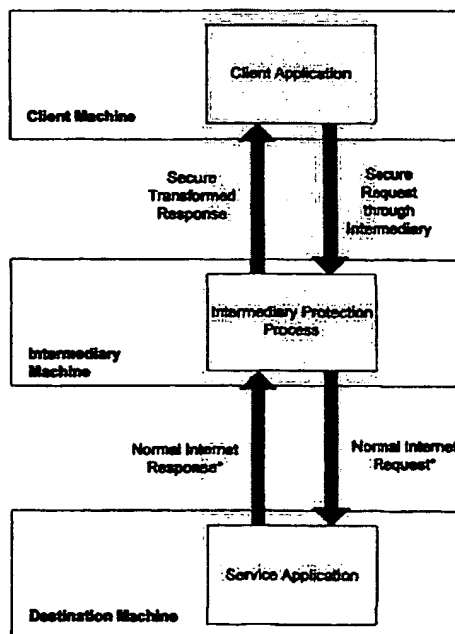 Client Application
Client Machine
Secure
Transformed
Response
Secure
Request
through
Intermediary
Intermediary Protection
Process
Intermediary
Machine
Normal Internet
Response*
Normal Internet
Request*
Service Application
Destination Machine